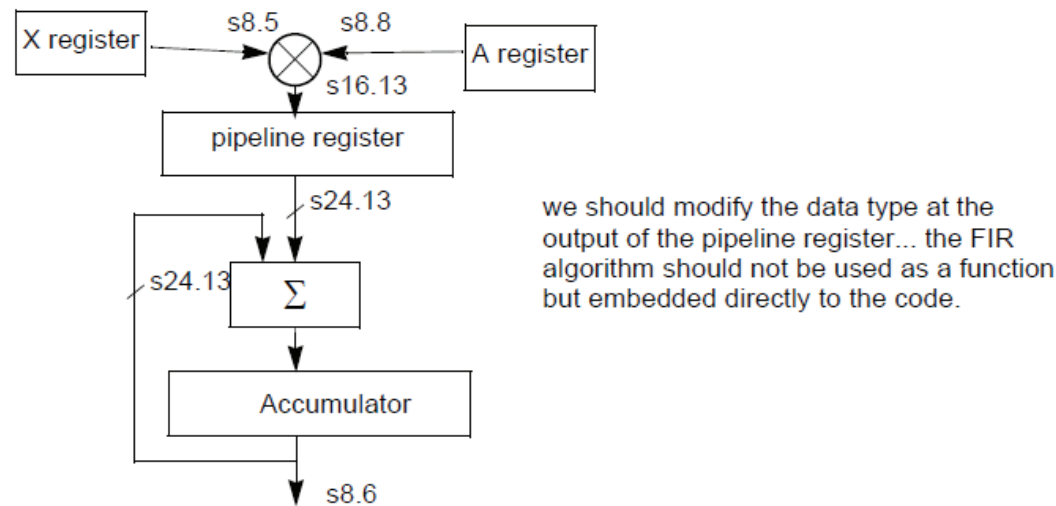 s8.5
s8.8
X register
A register
s16.13
pipeline register
s24.13
we should modify the data type at the
output of the pipeline register... the FIR
algorithm should not be used as a function
but embedded directly to the code.
s24.13
Σ
Accumulator
s8.6